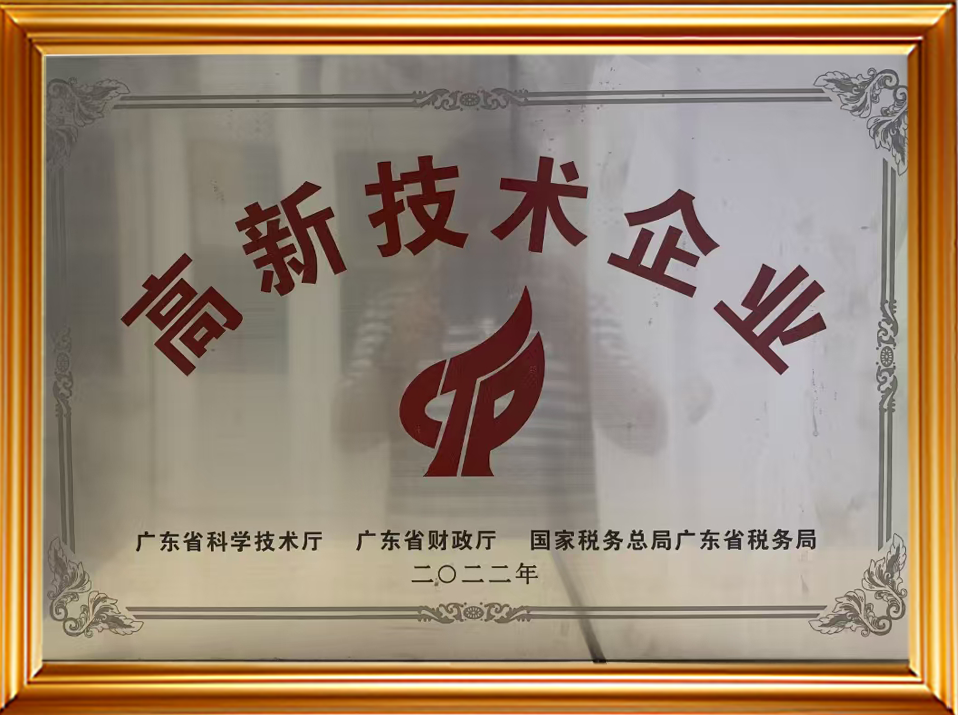 高新技术企业
广东省科学技术厅 广东省财政厅 国家税务总局广东省税务局
二〇二二年